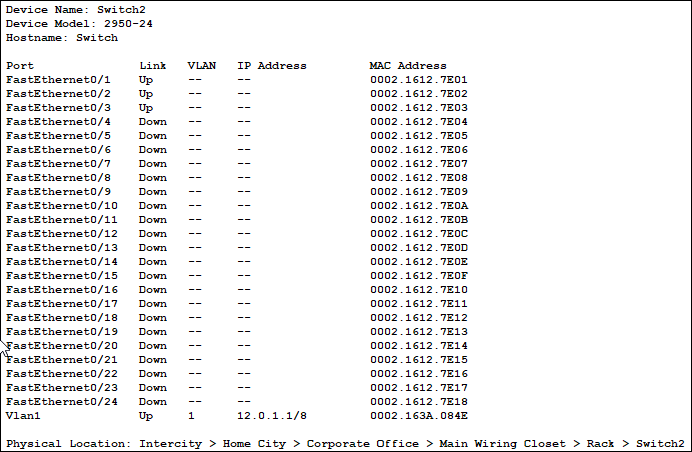 Device Name: Switch2
Device Model: 2950-24
Hostname: Switch
Port Link VLAN IP Address MAC Address
FastEthernet0/1 Up -- -- 0002.1612.7E01
FastEthernet0/2 Up -- -- 0002.1612.7E02
FastEthernet0/3 Up -- -- 0002.1612.7E03
FastEthernet0/4 Down -- -- 0002.1612.7E04
FastEthernet0/5 Down -- -- 0002.1612.7E05
FastEthernet0/6 Down -- -- 0002.1612.7E06
FastEthernet0/7 Down -- -- 0002.1612.7E07
FastEthernet0/8 Down -- -- 0002.1612.7E08
FastEthernet0/9 Down -- -- 0002.1612.7E09
FastEthernet0/10 Down -- -- 0002.1612.7E0A
FastEthernet0/11 Down -- -- 0002.1612.7E0B
FastEthernet0/12 Down -- -- 0002.1612.7E0C
FastEthernet0/13 Down -- -- 0002.1612.7E0D
FastEthernet0/14 Down -- -- 0002.1612.7E0E
FastEthernet0/15 Down -- -- 0002.1612.7E0F
FastEthernet0/16 Down -- -- 0002.1612.7E10
FastEthernet0/17 Down -- -- 0002.1612.7E11
FastEthernet0/18 Down -- -- 0002.1612.7E12
FastEthernet0/19 Down -- -- 0002.1612.7E13
FastEthernet0/20 Down -- -- 0002.1612.7E14
FastEthernet0/21 Down -- -- 0002.1612.7E15
FastEthernet0/22 Down -- -- 0002.1612.7E16
FastEthernet0/23 Down -- -- 0002.1612.7E17
FastEthernet0/24 Down -- -- 0002.1612.7E18
Vlan1 Up 1 12.0.1.1/8 0002.163A.084E
Physical Location: Intercity > Home City > Corporate Office > Main Wiring Closet > Rack > Switch2